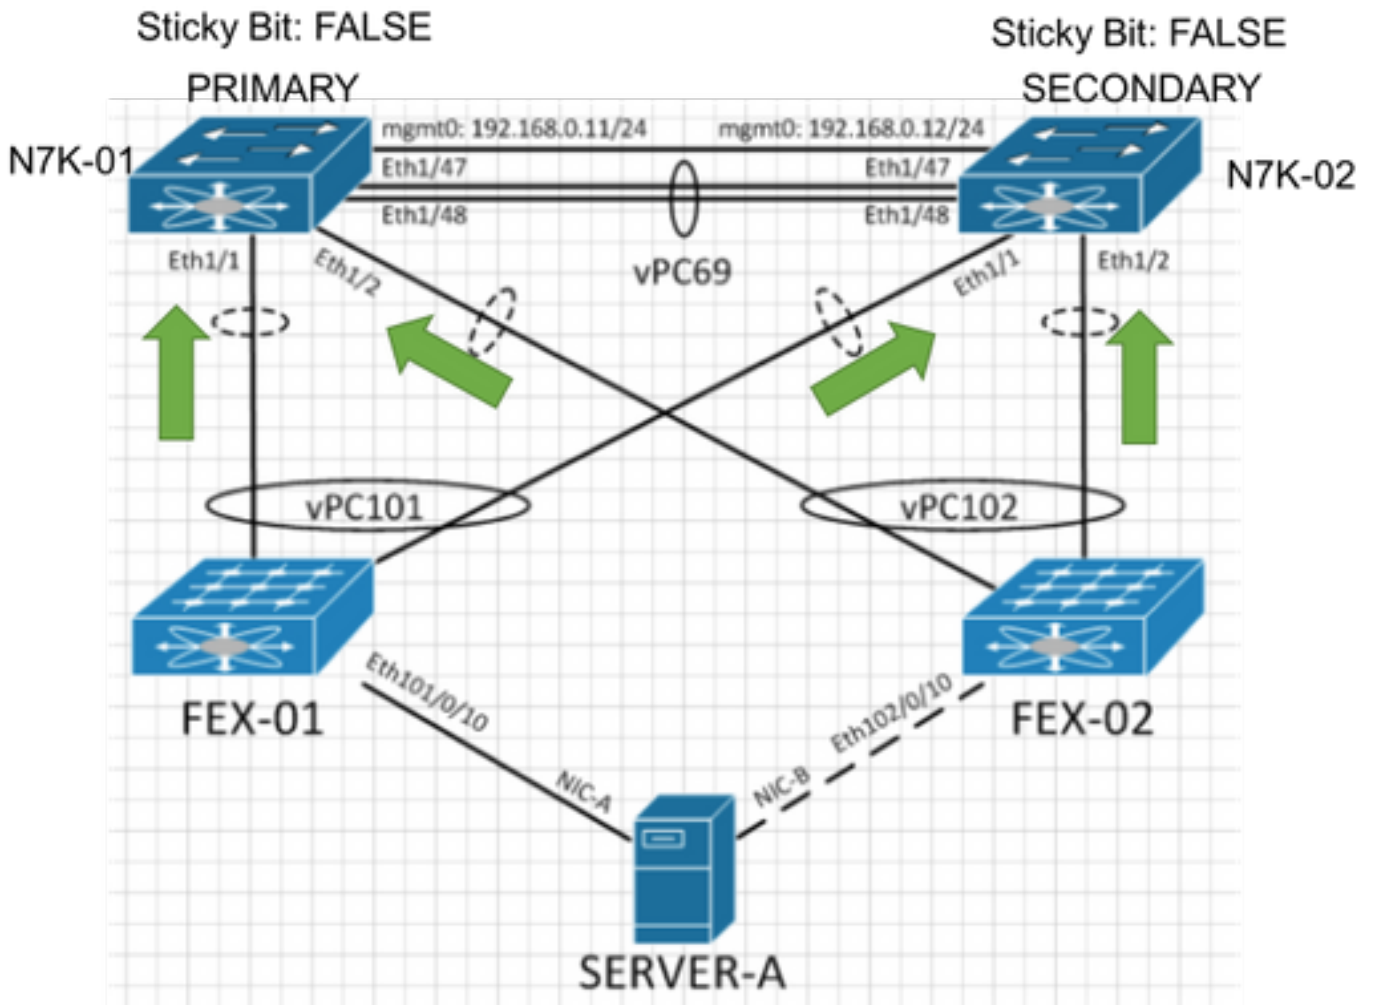 Sticky Bit: FALSE
Sticky Bit: FALSE
PRIMARY
SECONDARY
mgmt0: 192.168.0.11/24
mgmt0: 192.168.0.12/24
N7K-01
Eth1/47
Eth1/47
N7K-02
Eth1/48
Eth1/48
Eth1/1
Eth1/2
vPC69
Eth1/1
Eth1/2
vPC101
vPC102
FEX-01
Eth101/0/10
Eth102/0/10
FEX-02
NIC-A
NIC-B
SERVER-A